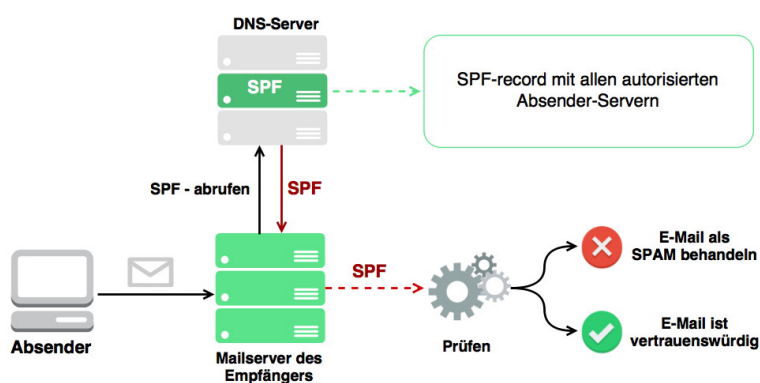 DNS-Server
SPF
SPF-record mit allen autorisierten
Absender-Servern
SPF - abrufen
SPF
SPF
E-Mail als
SPAM behandeln
Absender
Mailserver des
Empfängers
Prüfen
E-Mail ist
vertrauenswürdig